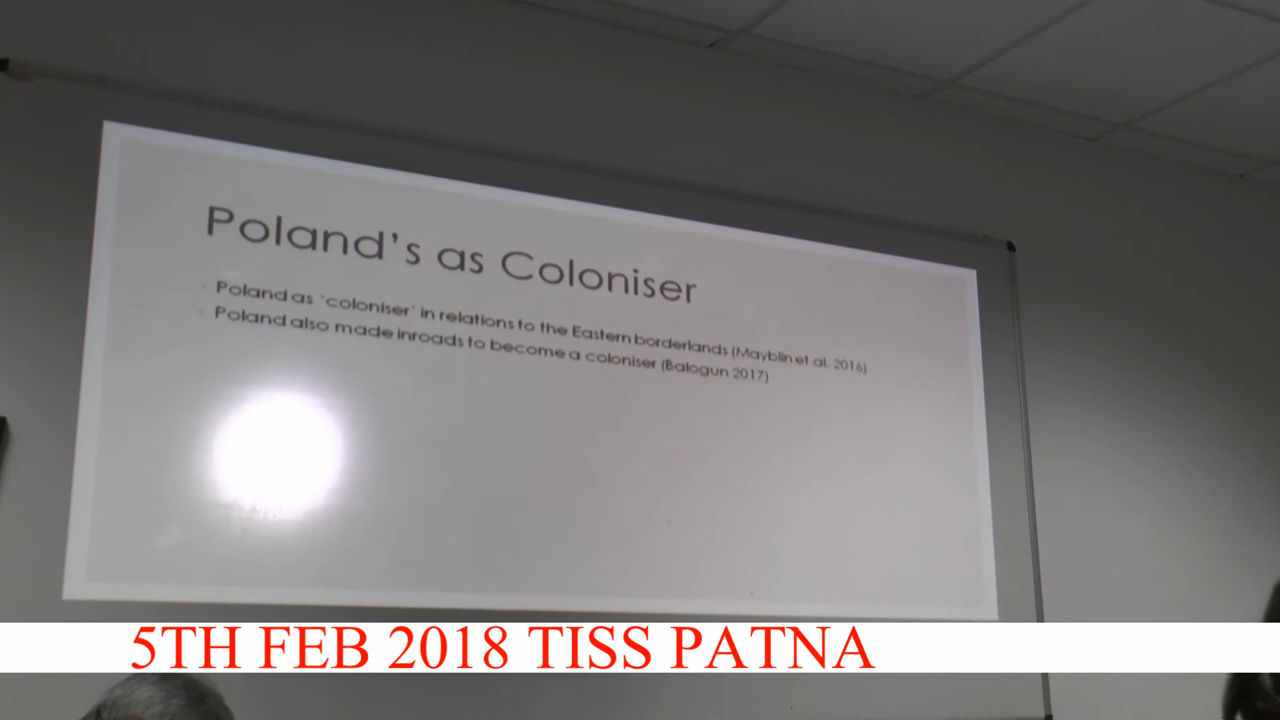 Poland's as Coloniser
Poland as 'coloniser' in relations to the Eastern borderlands (Mayblin et al. 2016)
Poland also made inroads to become a coloniser (Balogun 2017)
5TH FEB 2018 TISS PATNA